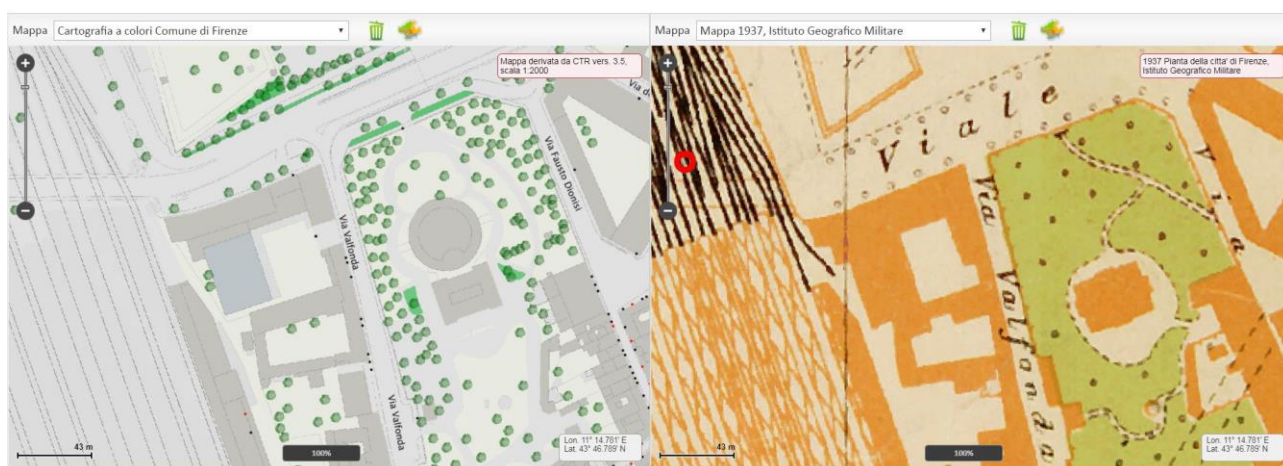 Mappa Cartografia a colori Comune di Firenze
Mappa derivata da CTR vers. 3.5,
scala 1:2000
Via d
Via Fausto Dionisi
Via Valfonda
Via Valfonda
43 m
100%
Lon. 11° 14.781' E
Lat. 43° 46.789' N
Mappa Mappa 1937, Istituto Geografico Militare
1937 Pianta della citta' di Firenze,
Istituto Geografico Militare
Viale
Via
Via Valfonda
43 m
100%
Lon. 11° 14.781' E
Lat. 43° 46.789' N